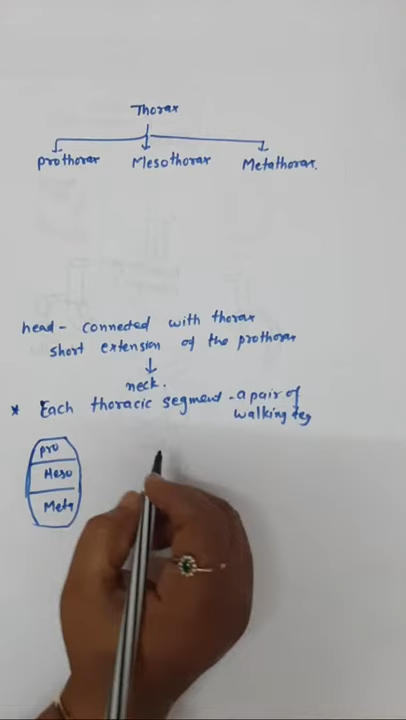 Thorax
Prothorax Mesothorax Metathorax.
head - connected with thorax
short extension of the prothorax
neck.
* Each thoracic segment - a pair of
walking leg
pro
Meso
Meta